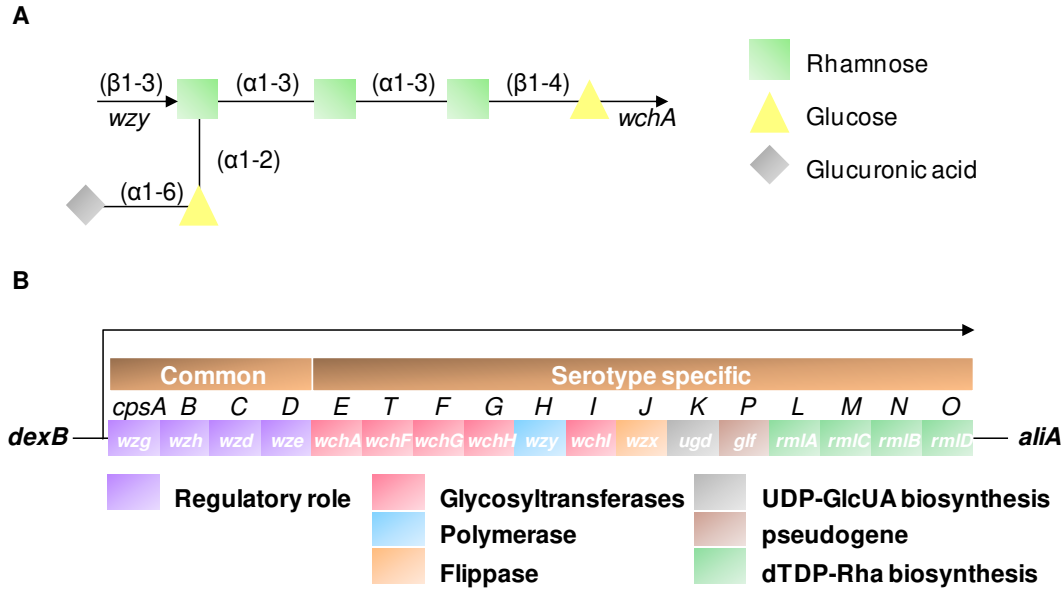 A
(β1-3) (α1-3) (α1-3) (β1-4)
wzy wchA
(α1-2)
(α1-6)
Rhamnose
Glucose
Glucuronic acid
B
Common Serotype specific
cpsA B C D E T F G H I J K P L M N O
dexB wzg wzh wzd wze wchA wchF wchG wchH wzy wchI wzx ugd glf rmlA rmlC rmlB rmlD aliA
Regulatory role Glycosyltransferases UDP-GlcUA biosynthesis
Polymerase pseudogene
Flippase dTDP-Rha biosynthesis